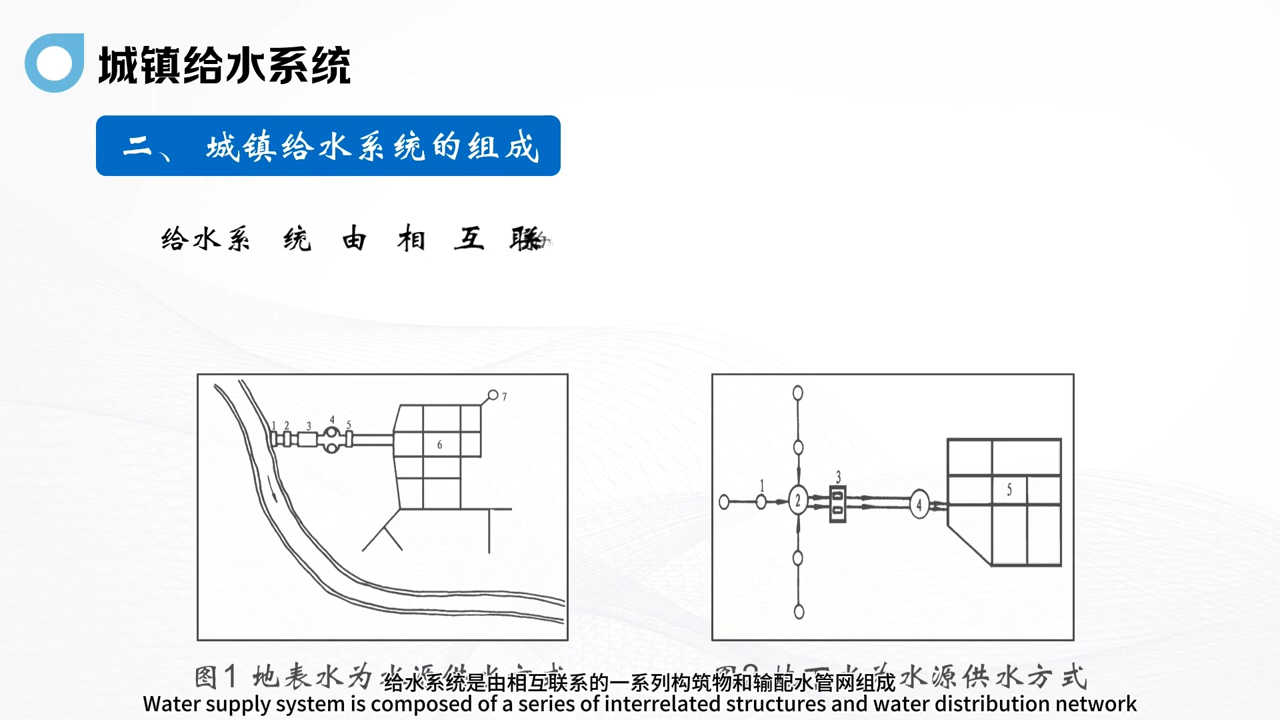 城镇给水系统
二、城镇给水系统的组成
给水系统由相互联
1 2 3 4 5
6
7
1
2
3
4
5
图1 地表水为水源供水方式
水为水源供水方式
给水系统是由相互联系的一系列构筑物和输配水管网组成
Water supply system is composed of a series of interrelated structures and water distribution network